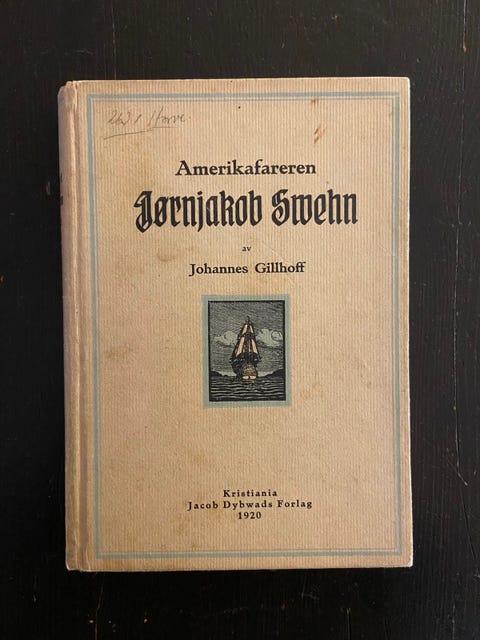 Amerikafareren
Jørnjakob Swehn
av
Johannes Gillhoff
Kristiania
Jacob Dybwads Forlag
1920